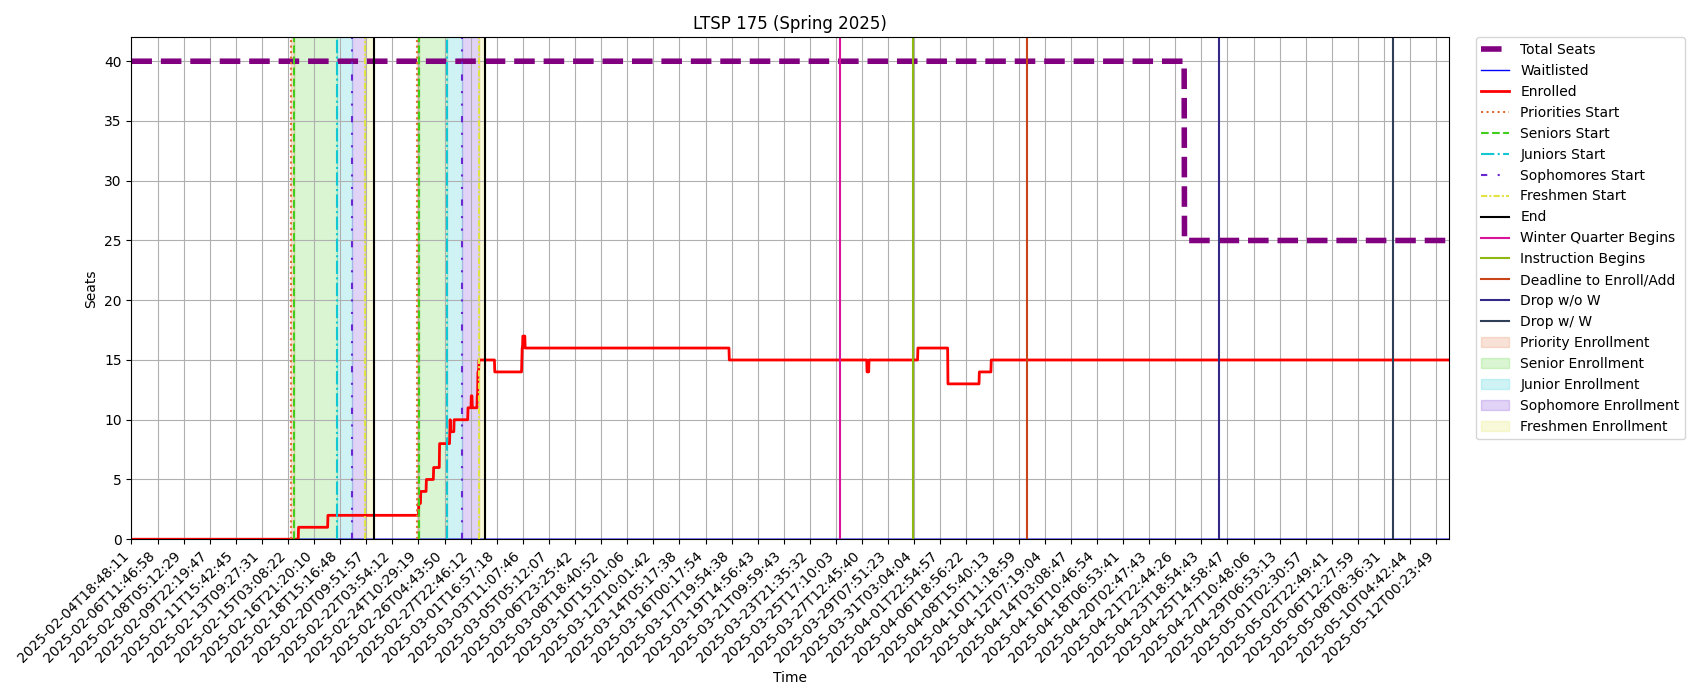 LTSP 175 (Spring 2025)
Seats
40
35
30
25
20
15
10
5
0
2025-02-04T18:48:11
2025-02-06T11:46:58
2025-02-08T05:12:29
2025-02-09T22:19:47
2025-02-11T15:42:45
2025-02-13T09:27:31
2025-02-15T03:08:22
2025-02-16T21:20:10
2025-02-18T15:16:48
2025-02-20T09:51:57
2025-02-22T03:54:12
2025-02-24T10:29:19
2025-02-26T04:43:50
2025-02-27T22:46:12
2025-03-01T16:57:18
2025-03-03T11:07:46
2025-03-05T05:12:07
2025-03-06T23:25:42
2025-03-08T18:40:52
2025-03-10T15:01:06
2025-03-12T10:01:42
2025-03-14T05:17:38
2025-03-16T00:17:54
2025-03-17T19:54:38
2025-03-19T14:56:43
2025-03-21T09:59:43
2025-03-23T21:35:32
2025-03-25T17:10:03
2025-03-27T12:45:40
2025-03-29T07:51:23
2025-03-31T03:04:04
2025-04-01T22:54:57
2025-04-06T18:56:22
2025-04-08T15:40:13
2025-04-10T11:18:59
2025-04-12T07:19:04
2025-04-14T03:08:47
2025-04-16T10:46:54
2025-04-18T06:53:41
2025-04-20T02:47:43
2025-04-21T22:44:26
2025-04-23T18:54:43
2025-04-25T14:58:47
2025-04-27T10:48:06
2025-04-29T06:53:13
2025-05-01T02:30:57
2025-05-02T22:49:41
2025-05-06T12:27:59
2025-05-08T08:36:31
2025-05-10T04:42:44
2025-05-12T00:23:49
Time
Total Seats
Waitlisted
Enrolled
Priorities Start
Seniors Start
Juniors Start
Sophomores Start
Freshmen Start
End
Winter Quarter Begins
Instruction Begins
Deadline to Enroll/Add
Drop w/o W
Drop w/ W
Priority Enrollment
Senior Enrollment
Junior Enrollment
Sophomore Enrollment
Freshmen Enrollment